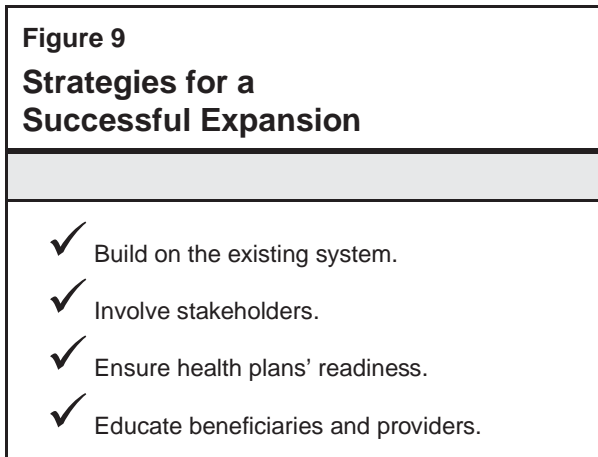 Figure 9
Strategies for a
Successful Expansion
Build on the existing system.
Involve stakeholders.
Ensure health plans’ readiness.
Educate beneficiaries and providers.